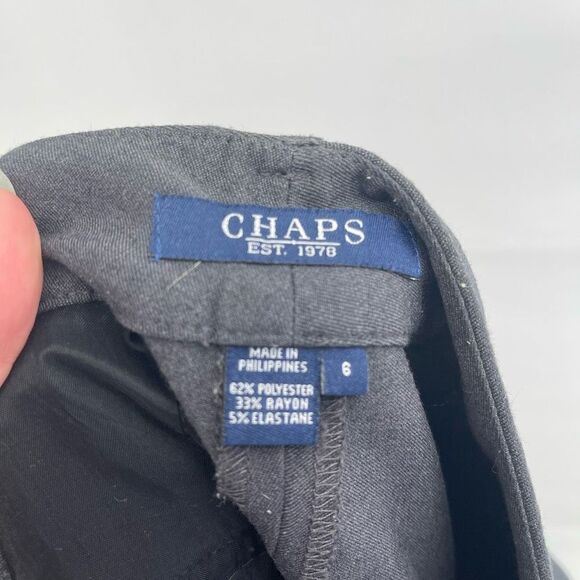 CHAPS
EST. 1978
MADE IN
PHILIPPINES
62% POLYESTER
33% RAYON
5% ELASTANE
6